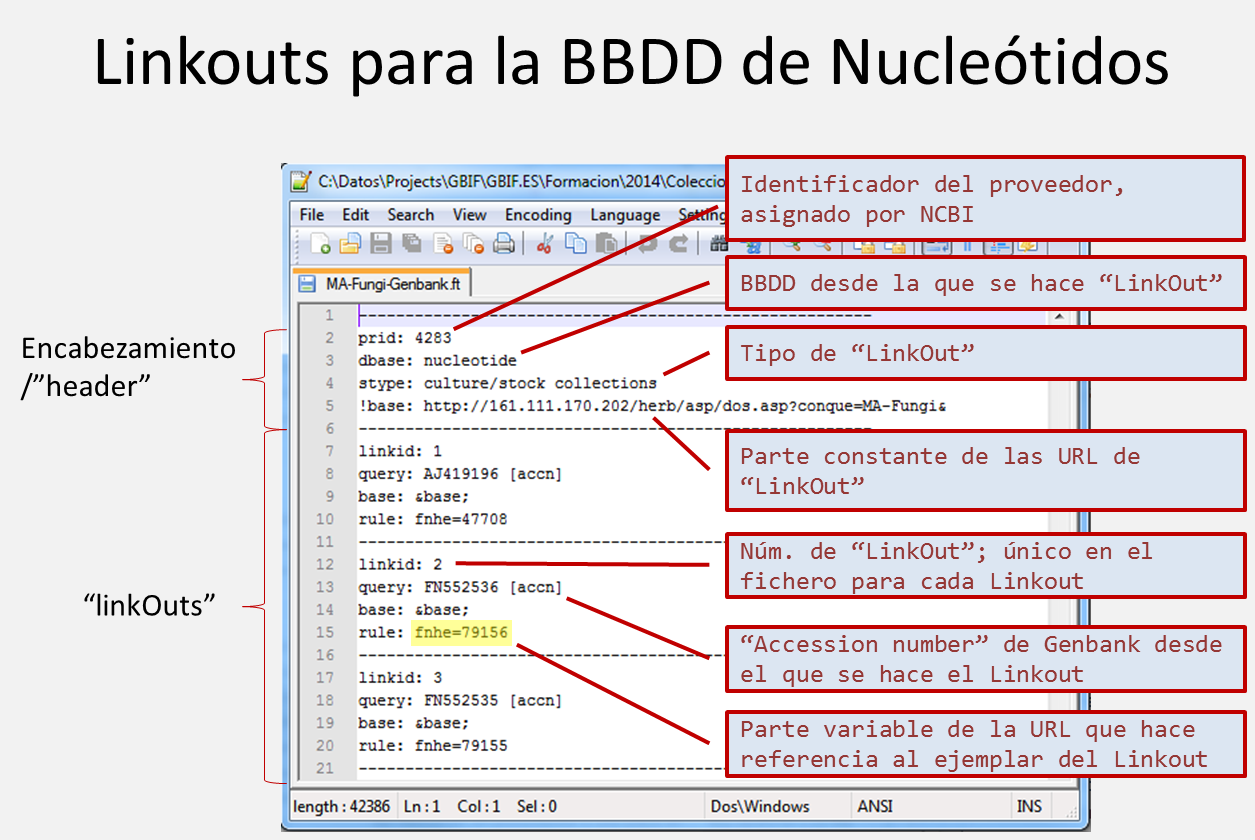 Linkouts para la BBDD de Nucleótidos
C:\Datos\Projects\GBIF\GBIF.ES\Formacion\2014\Coleccio
File Edit Search View Encoding Language Setting
MA-Fungi-Genbank.ft
Encabezamiento
/”header”
“linkOuts”
1 ------------------------------------------------------
2 prid: 4283
3 dbase: nucleotide
4 stype: culture/stock collections
5 !base: http://161.111.170.202/herb/asp/dos.asp?conque=MA-Fungi&
6 ------------------------------------------------------
7 linkid: 1
8 query: AJ419196 [accn]
9 base: &base;
10 rule: fnhe=47708
11 ------------------------------------------------------
12 linkid: 2
13 query: FN552536 [accn]
14 base: &base;
15 rule: fnhe=79156
16 ------------------------------------------------------
17 linkid: 3
18 query: FN552535 [accn]
19 base: &base;
20 rule: fnhe=79155
21 ------------------------------------------------------
length : 42386 Ln : 1 Col : 1 Sel : 0 Dos\Windows ANSI INS
Identificador del proveedor,
asignado por NCBI
BBDD desde la que se hace “LinkOut”
Tipo de “LinkOut”
Parte constante de las URL de
“LinkOut”
Núm. de “LinkOut”; único en el
fichero para cada Linkout
“Accession number” de Genbank desde
el que se hace el Linkout
Parte variable de la URL que hace
referencia al ejemplar del Linkout